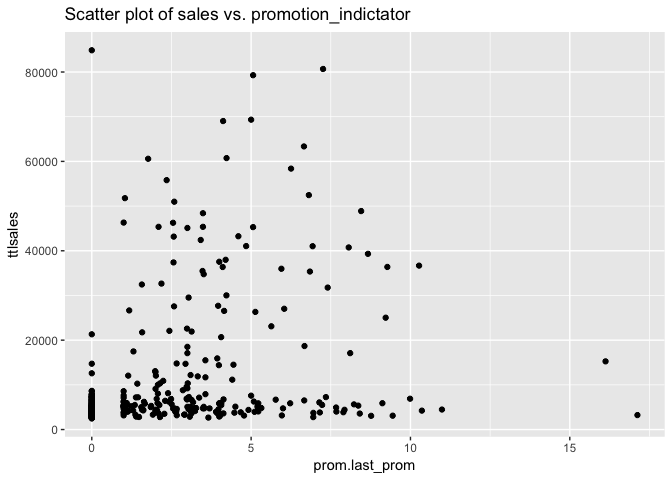 Scatter plot of sales vs. promotion_indictator
80000
60000
40000
20000
0
ttlsales
0 5 10 15
prom.last_prom